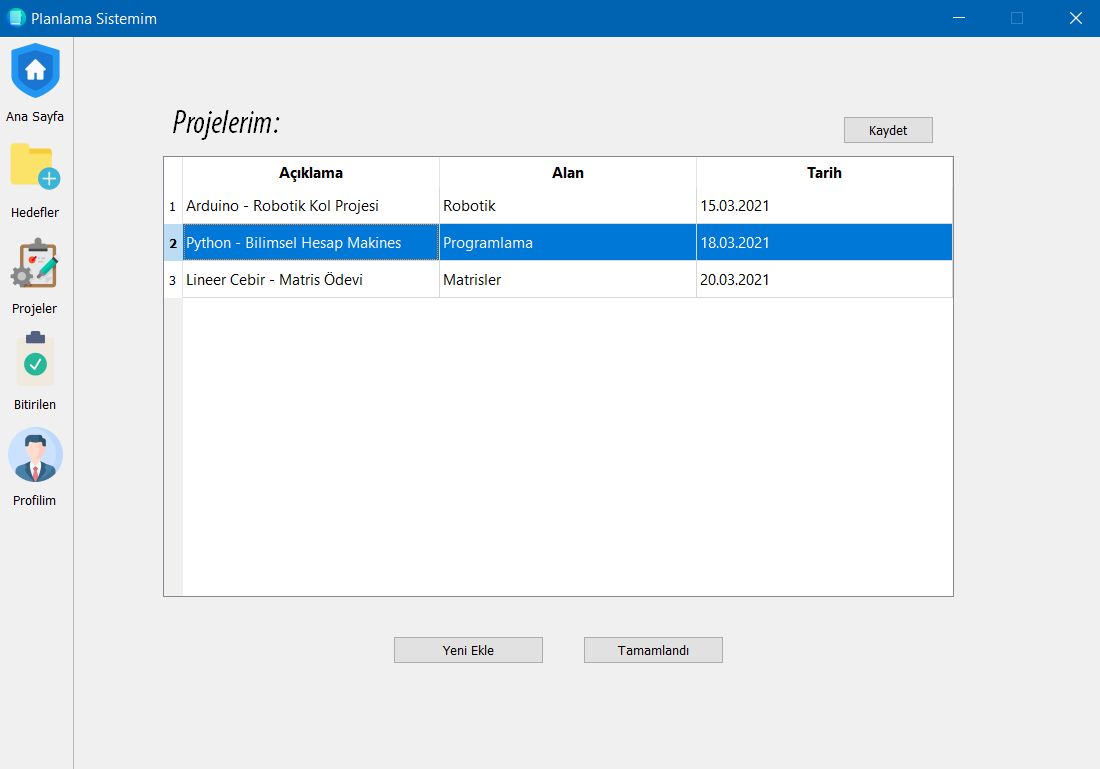 Planlama Sistemim
Ana Sayfa
Hedefler
Projeler
Bitirilen
Profilim
Projelerim:
Kaydet
Açıklama Alan Tarih
1 Arduino - Robotik Kol Projesi Robotik 15.03.2021
2 Python - Bilimsel Hesap Makines Programlama 18.03.2021
3 Lineer Cebir - Matris Ödevi Matrisler 20.03.2021
Yeni Ekle Tamamlandı